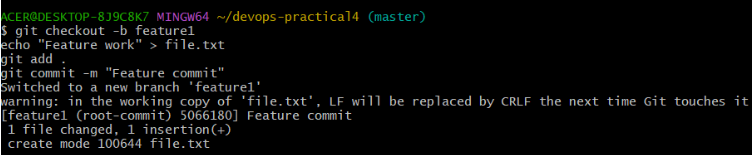 ACER@DESKTOP-8J9C8K7 MINGW64 ~/devops-practical4 (master)
$ git checkout -b feature1
echo "Feature work" > file.txt
git add .
git commit -m "Feature commit"
Switched to a new branch 'feature1'
warning: in the working copy of 'file.txt', LF will be replaced by CRLF the next time Git touches it
[feature1 (root-commit) 5066180] Feature commit
 1 file changed, 1 insertion(+)
 create mode 100644 file.txt